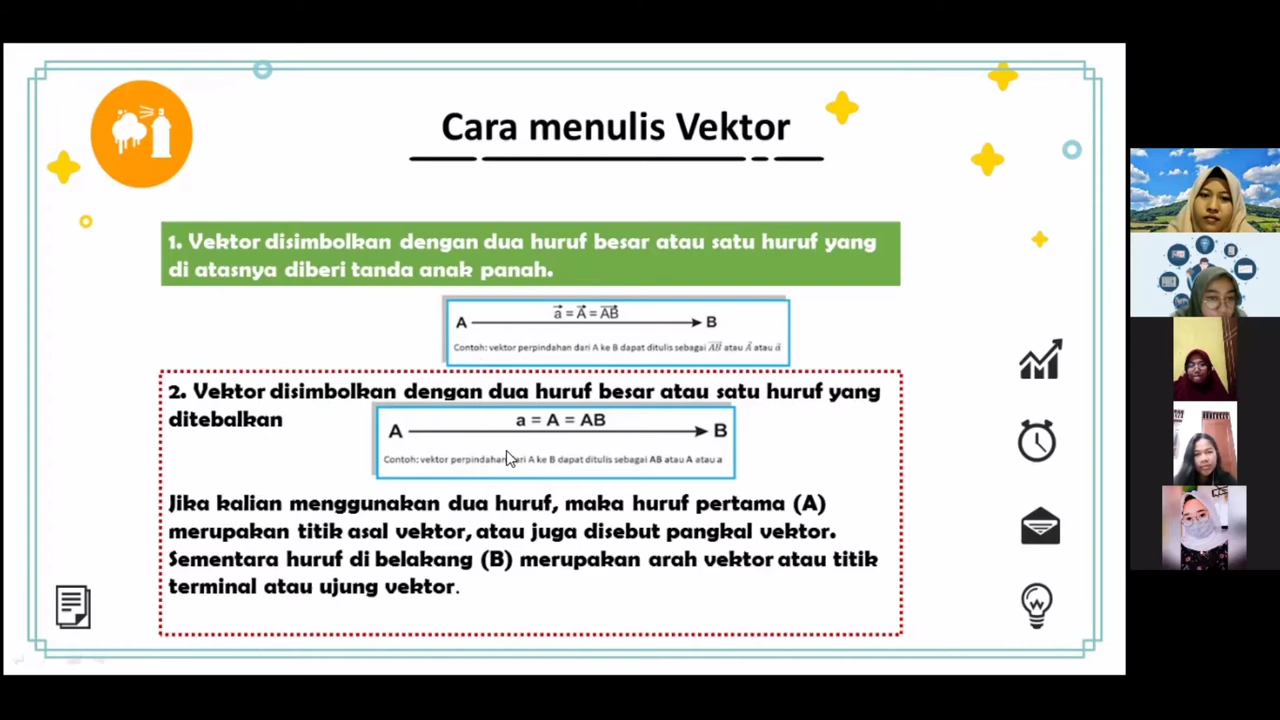 Cara menulis Vektor
1. Vektor disimbolkan dengan dua huruf besar atau satu huruf yang
di atasnya diberi tanda anak panah.
a⃗ = A⃗ = A⃗B⃗
A B
Contoh: vektor perpindahan dari A ke B dapat ditulis sebagai A⃗B⃗ atau A⃗ atau a⃗
2. Vektor disimbolkan dengan dua huruf besar atau satu huruf yang
ditebalkan
a = A = AB
A B
Contoh: vektor perpindahan dari A ke B dapat ditulis sebagai AB atau A atau a
Jika kalian menggunakan dua huruf, maka huruf pertama (A)
merupakan titik asal vektor, atau juga disebut pangkal vektor.
Sementara huruf di belakang (B) merupakan arah vektor atau titik
terminal atau ujung vektor.